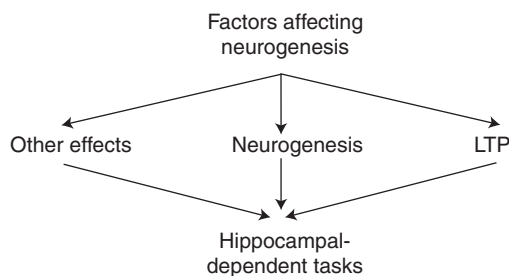 Factors affecting
neurogenesis
Other effects
Neurogenesis
LTP
Hippocampal-
dependent tasks